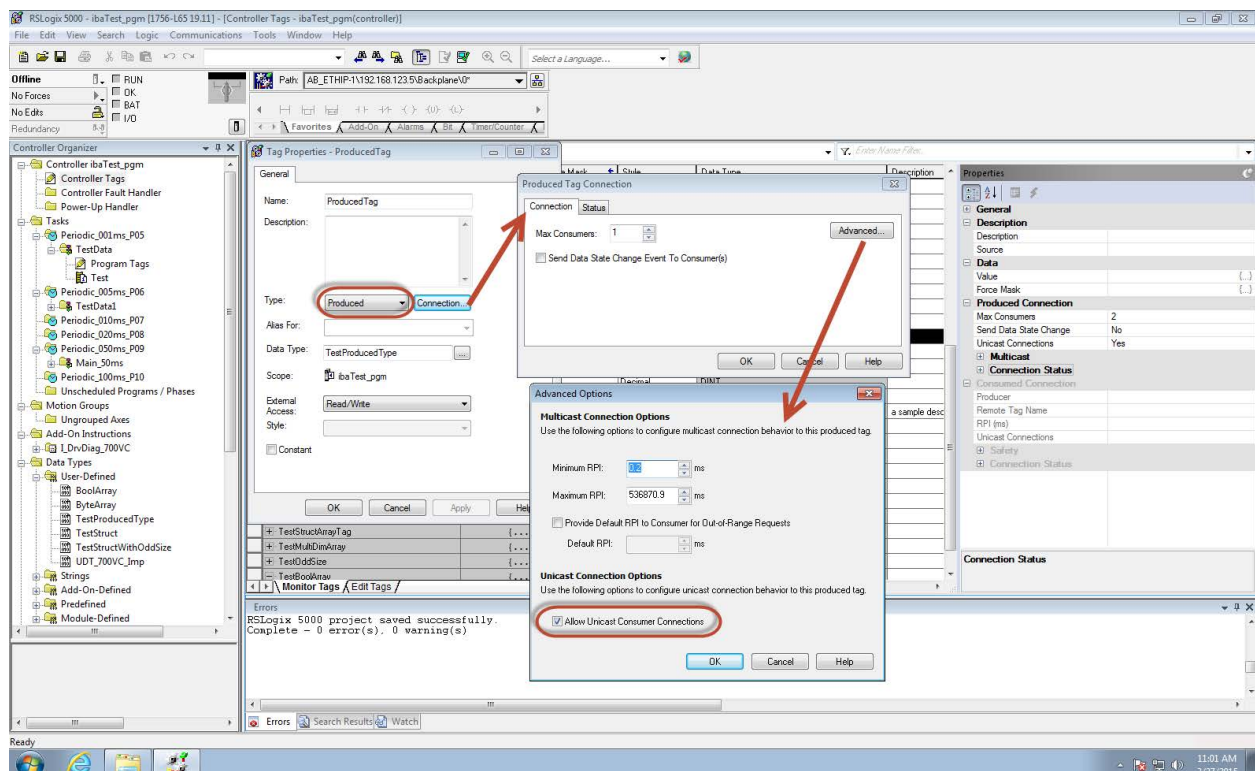 RSLogix 5000 - ibaTest_pgm [1756-L65 19.11] - [Controller Tags - ibaTest_pgm(controller)]
File Edit View Search Logic Communications Tools Window Help
Select a Language...
Offline
RUN
No Forces
OK
No Edits
BAT
Redundancy
I/O
Path: AB_ETHIP-1\192.168.123.5\Backplane\0*
Favorites Add-On Alarms Bit Timer/Counter
Controller Organizer
Controller ibaTest_pgm
Controller Tags
Controller Fault Handler
Power-Up Handler
Tasks
Periodic_001ms_P05
TestData
Program Tags
Test
Periodic_005ms_P06
TestData1
Periodic_010ms_P07
Periodic_020ms_P08
Periodic_050ms_P09
Main_50ms
Periodic_100ms_P10
Unscheduled Programs / Phases
Motion Groups
Ungrouped Axes
Add-On Instructions
I_DrvDiag_700VC
Data Types
User-Defined
BoolArray
ByteArray
TestProducedType
TestStruct
TestStructWithOddSize
UDT_700VC_Imp
Strings
Add-On-Defined
Predefined
Module-Defined
Tag Properties - ProducedTag
General
Name: ProducedTag
Description:
Type: Produced Connection...
Alias For:
Data Type: TestProducedType ...
Scope: ibaTest_pgm
External Access: Read/Write
Style:
Constant
OK Cancel Apply Help
Enter Name Filter...
Mask Style Data Type Description
Decimal DINT
a sample desc
+ TestStructArrayTag {...
+ TestMultiDimArray {...
+ TestOddSize {...
- TestBoolArray {...
Monitor Tags Edit Tags
Produced Tag Connection
Connection Status
Max Consumers: 1
Advanced...
Send Data State Change Event To Consumer(s)
OK Cancel Help
Advanced Options
Multicast Connection Options
Use the following options to configure multicast connection behavior to this produced tag.
Minimum RPI: 0.2 ms
Maximum RPI: 536870.9 ms
Provide Default RPI to Consumer for Out-of-Range Requests
Default RPI: ms
Unicast Connection Options
Use the following options to configure unicast connection behavior to this produced tag.
Allow Unicast Consumer Connections
OK Cancel Help
Properties
General
Description
Description
Source
Data
Value {...}
Force Mask {...}
Produced Connection
Max Consumers 2
Send Data State Change No
Unicast Connections Yes
Multicast
Connection Status
Consumed Connection
Producer
Remote Tag Name
RPI (ms)
Unicast Connections
Safety
Connection Status
Connection Status
Errors
RSLogix 5000 project saved successfully.
Complete - 0 error(s), 0 warning(s)
Errors Search Results Watch
Ready
11:01 AM